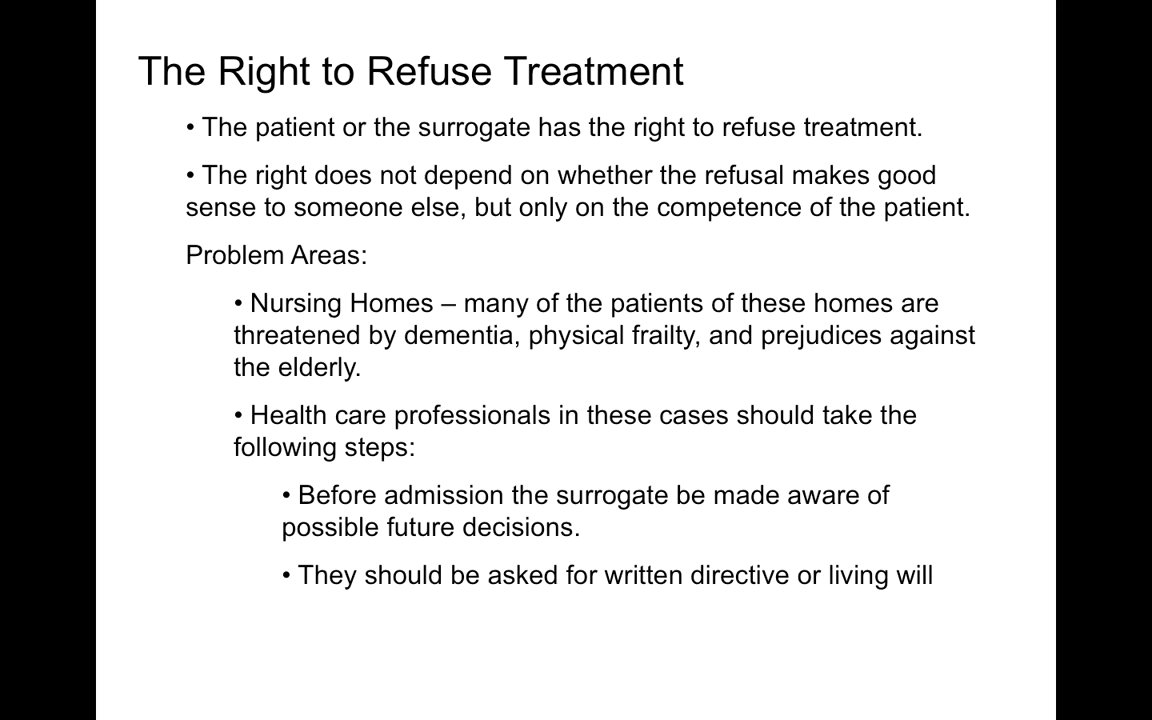 The Right to Refuse Treatment
• The patient or the surrogate has the right to refuse treatment.
• The right does not depend on whether the refusal makes good
sense to someone else, but only on the competence of the patient.
Problem Areas:
• Nursing Homes – many of the patients of these homes are
threatened by dementia, physical frailty, and prejudices against
the elderly.
• Health care professionals in these cases should take the
following steps:
• Before admission the surrogate be made aware of
possible future decisions.
• They should be asked for written directive or living will